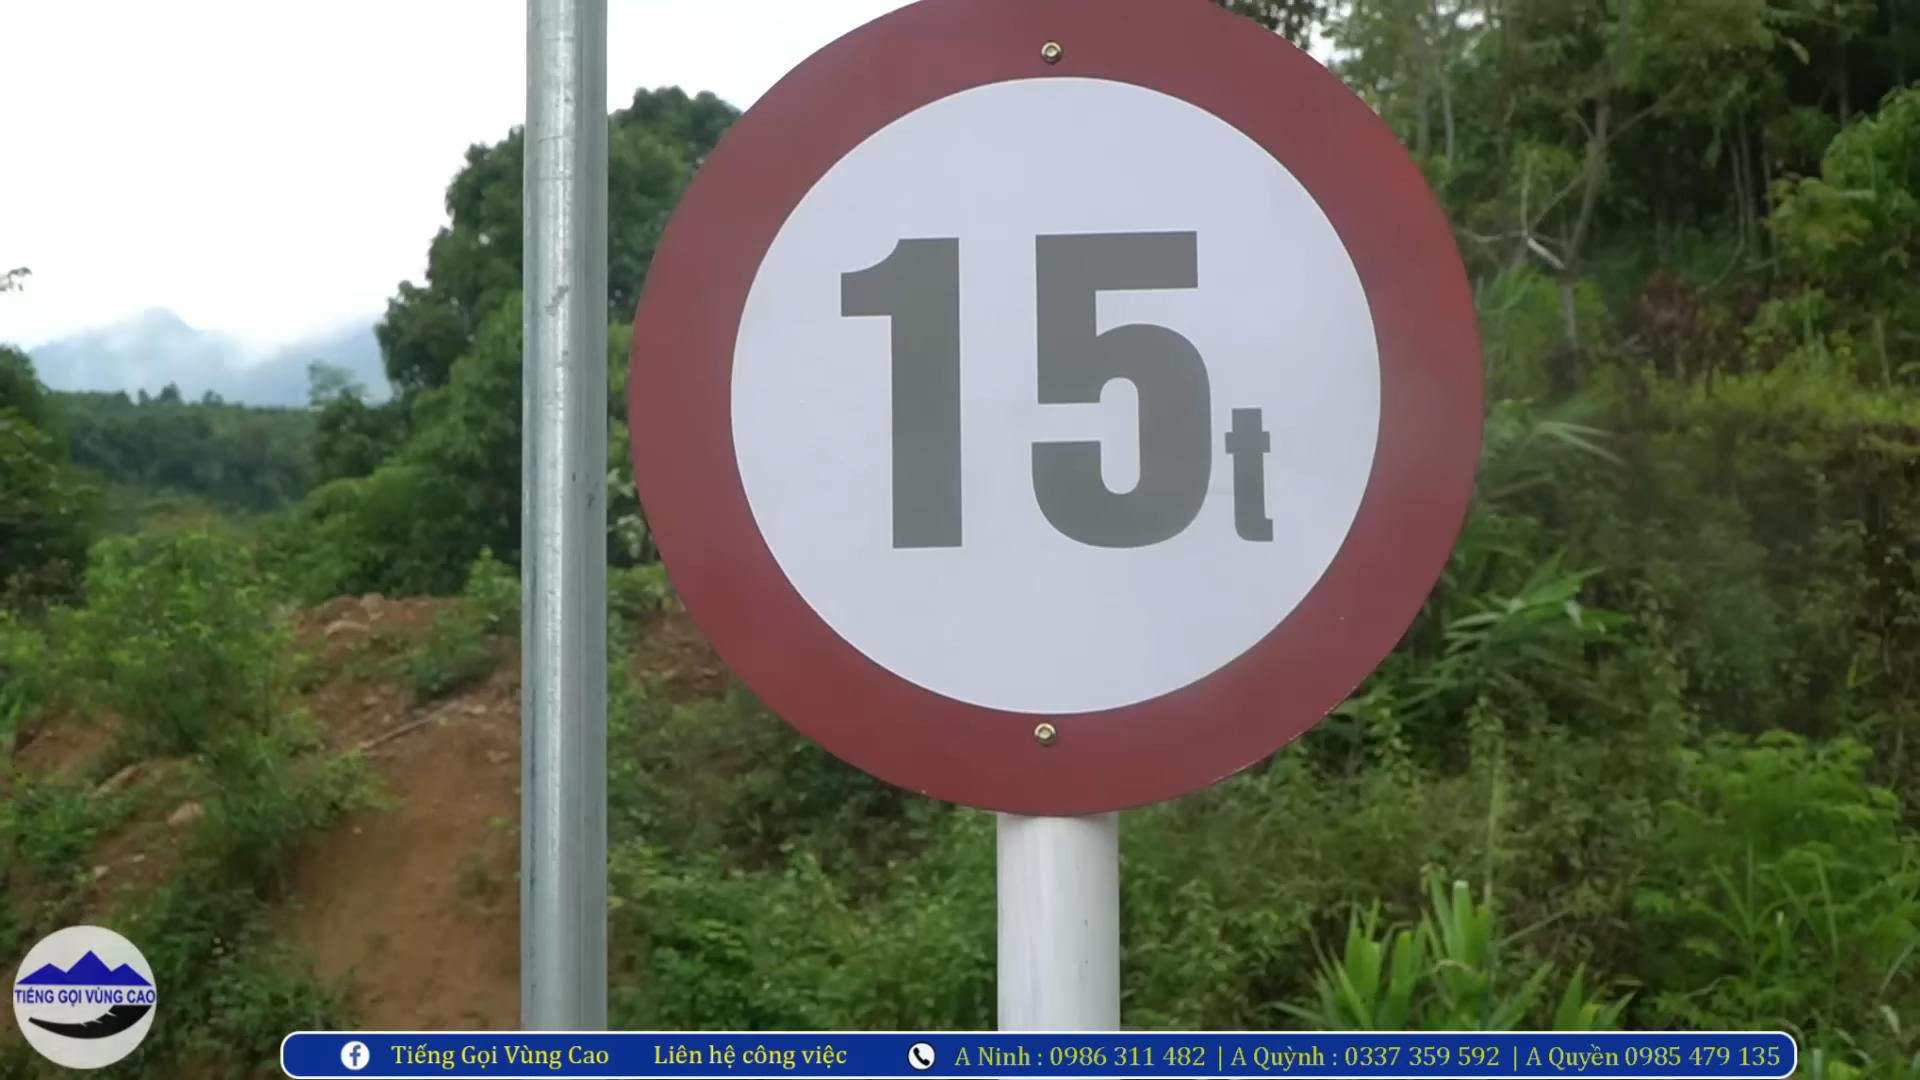 15t
TIẾNG GỌI VÙNG CAO
Tiếng Gọi Vùng Cao Liên hệ công việc A Ninh : 0986 311 482 | A Quỳnh : 0337 359 592 | A Quyền 0985 479 135